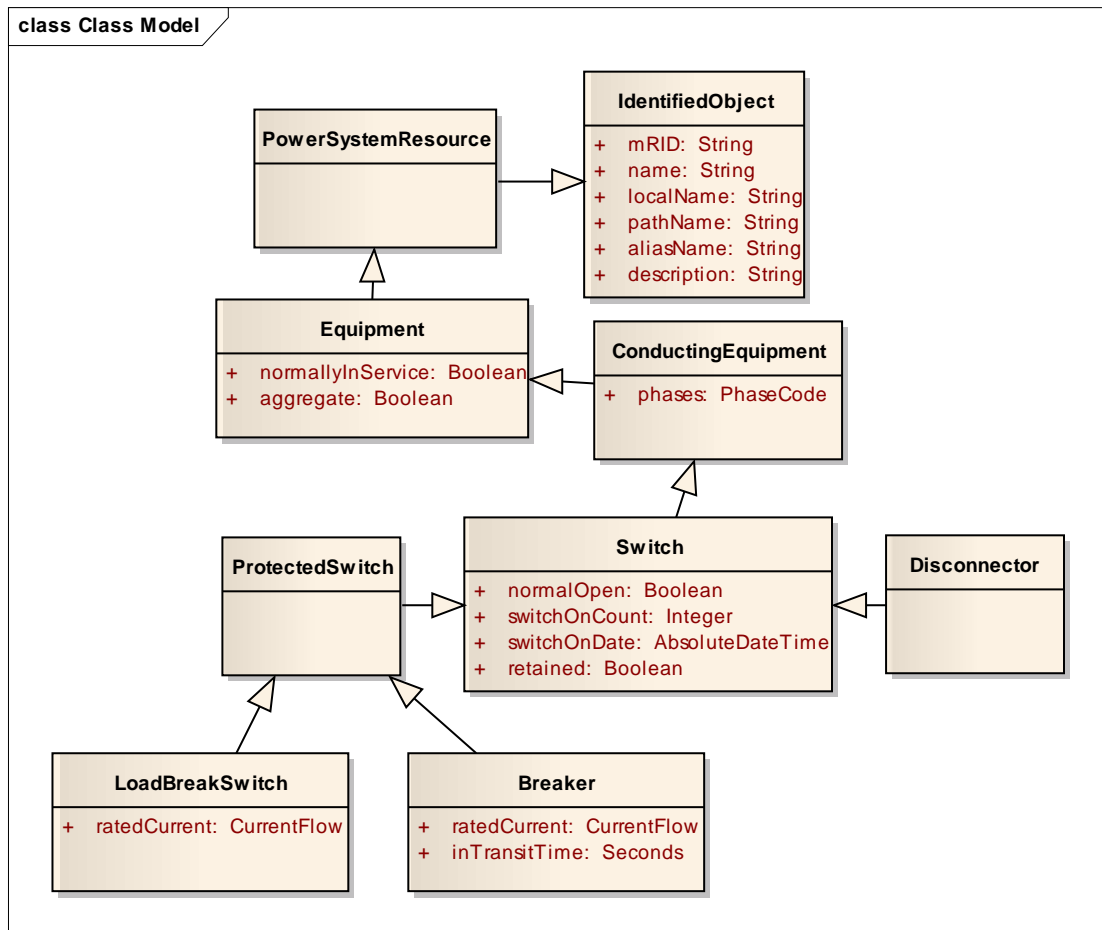 class Class Model
IdentifiedObject
+ mRID: String
+ name: String
+ localName: String
+ pathName: String
+ aliasName: String
+ description: String
PowerSystemResource
Equipment
+ normallyInService: Boolean
+ aggregate: Boolean
ConductingEquipment
+ phases: PhaseCode
Switch
+ normalOpen: Boolean
+ switchOnCount: Integer
+ switchOnDate: AbsoluteDateTime
+ retained: Boolean
ProtectedSwitch
Disconnector
LoadBreakSwitch
+ ratedCurrent: CurrentFlow
Breaker
+ ratedCurrent: CurrentFlow
+ inTransitTime: Seconds